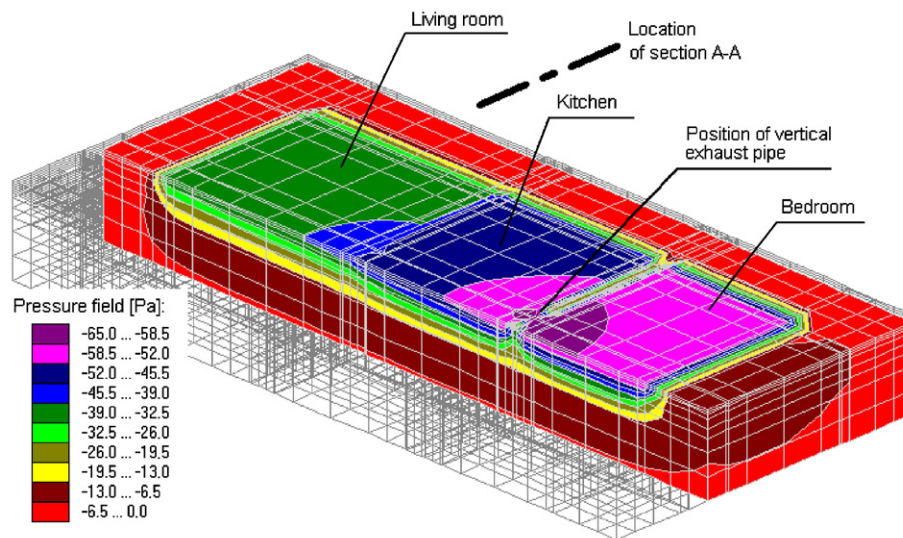 Living room
Location
of section A-A
Kitchen
Position of vertical
exhaust pipe
Bedroom
Pressure field [Pa]:
-65.0 ... -58.5
-58.5 ... -52.0
-52.0 ... -45.5
-45.5 ... -39.0
-39.0 ... -32.5
-32.5 ... -26.0
-26.0 ... -19.5
-19.5 ... -13.0
-13.0 ... -6.5
-6.5 ... 0.0